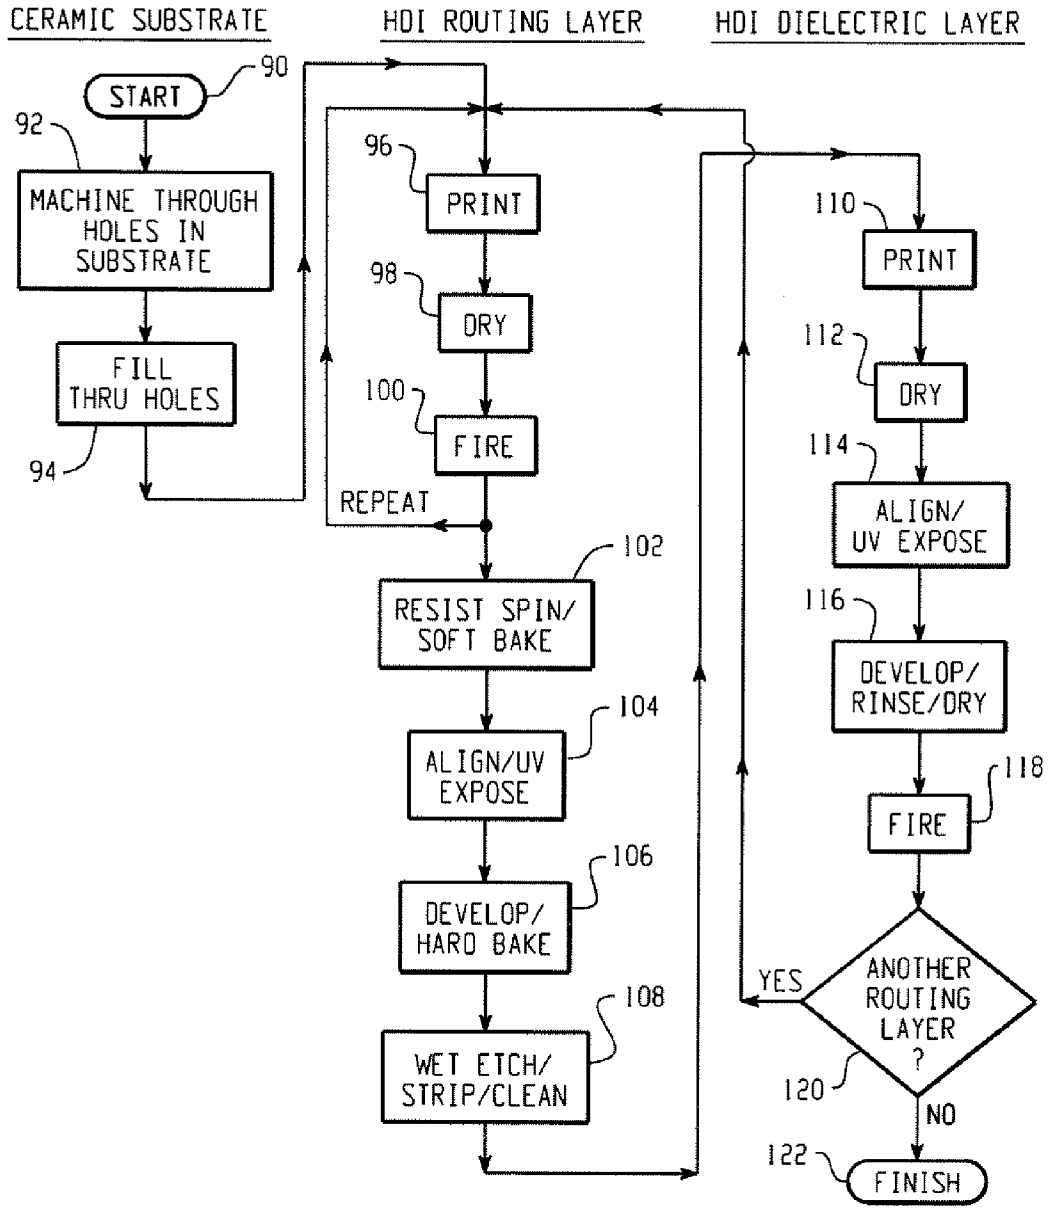 CERAMIC SUBSTRATE
90
START
92
MACHINE THROUGH
HOLES IN
SUBSTRATE
FILL
THRU HOLES
94
HDI ROUTING LAYER
96
PRINT
98
DRY
100
FIRE
REPEAT
102
RESIST SPIN/
SOFT BAKE
104
ALIGN/UV
EXPOSE
106
DEVELOP/
HARD BAKE
108
WET ETCH/
STRIP/CLEAN
HDI DIELECTRIC LAYER
110
PRINT
112
DRY
114
ALIGN/
UV EXPOSE
116
DEVELOP/
RINSE/DRY
118
FIRE
YES
ANOTHER
ROUTING
LAYER
?
120
NO
122
FINISH